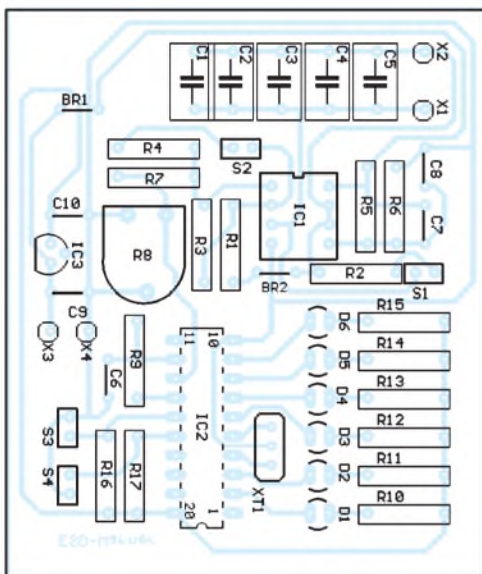 C1 C2 C3 C4 C5 X2
X1
BR1
R4
S2
R7
C8
C10
R5 R6
IC1
R3 R1
C7
IC3
R8
R2
BR2
S1
C9
X3 X4
R15
D6
11 10
R14
D5
R9
C6
R13
D4
IC2
S3
R12
D3
R11
D2
S4
R16 R17
XT1
R10
D1
20 1